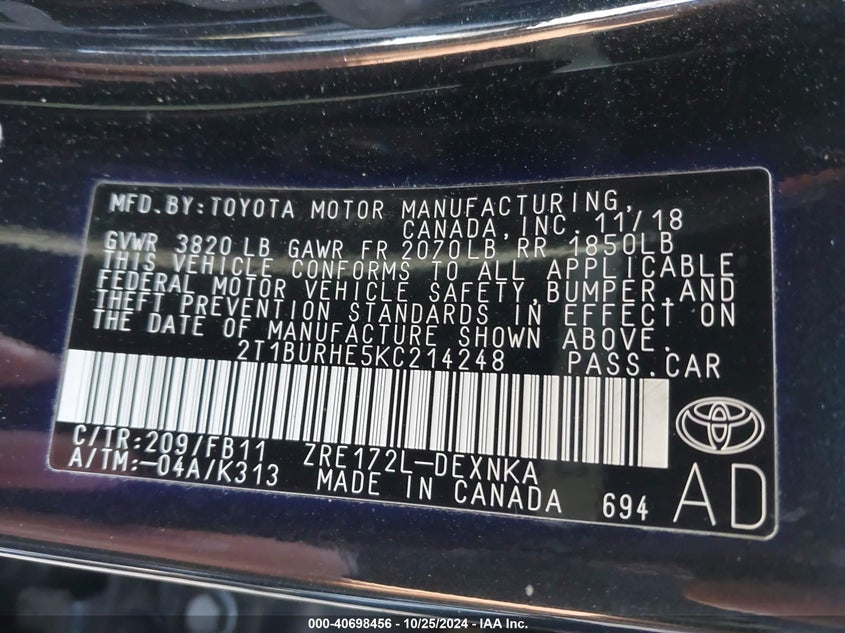 MFD.BY:TOYOTA MOTOR MANUFACTURING,
CANADA,INC. 11/18
GVWR 3820 LB GAWR FR 2070LB RR 1850LB
THIS VEHICLE CONFORMS TO ALL APPLICABLE
FEDERAL MOTOR VEHICLE SAFETY,BUMPER,AND
THEFT PREVENTION STANDARDS IN EFFECT ON
THE DATE OF MANUFACTURE SHOWN ABOVE.
2T1BURHE5KC214248 PASS.CAR
C/TR:209/FB11 ZRE172L-DEXNKA
A/TM:-04A/K313 MADE IN CANADA 694
AD
000-40698456 - 10/25/2024 - IAA Inc.